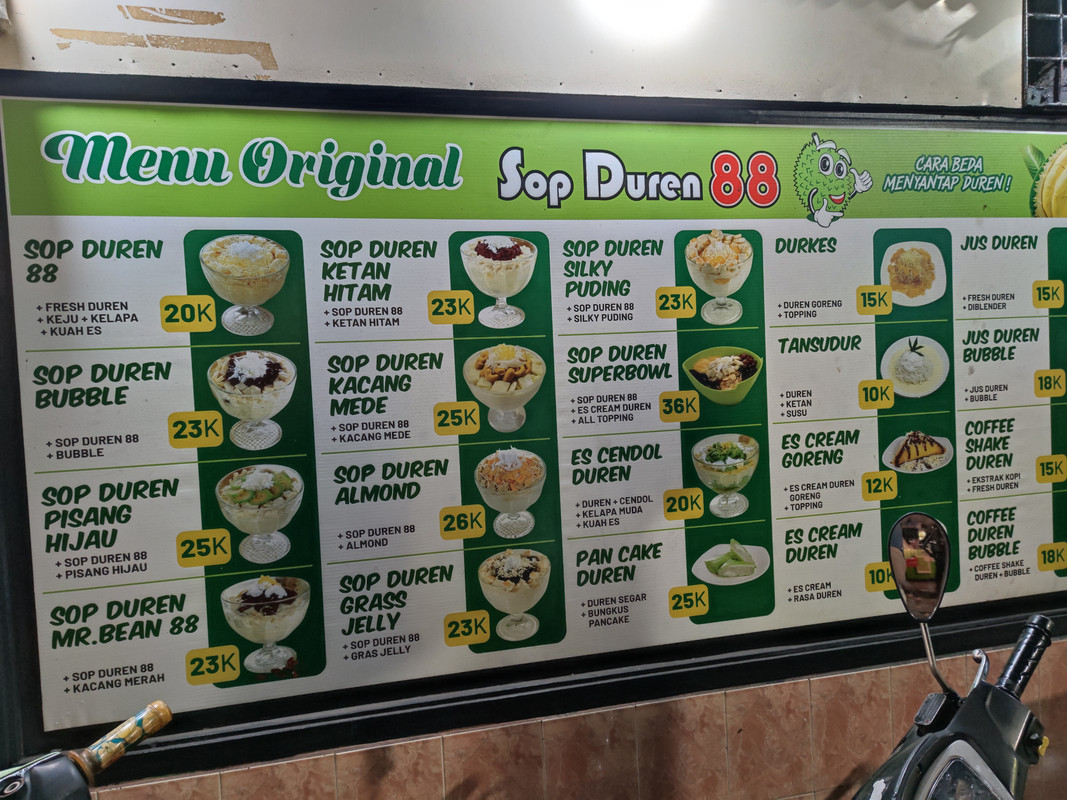 Menu Original
Sop Duren 88
CARA BEDA
MENYANTAP DUREN !
SOP DUREN
88
+ FRESH DUREN
+ KEJU + KELAPA
+ KUAH ES
20K
SOP DUREN
BUBBLE
+ SOP DUREN 88
+ BUBBLE
23K
SOP DUREN
PISANG
HIJAU
+ SOP DUREN 88
+ PISANG HIJAU
25K
SOP DUREN
MR.BEAN 88
+ SOP DUREN 88
+ KACANG MERAH
23K
SOP DUREN
KETAN
HITAM
+ SOP DUREN 88
+ KETAN HITAM
23K
SOP DUREN
KACANG
MEDE
+ SOP DUREN 88
+ KACANG MEDE
25K
SOP DUREN
ALMOND
+ SOP DUREN 88
+ ALMOND
26K
SOP DUREN
GRASS
JELLY
+ SOP DUREN 88
+ GRAS JELLY
23K
SOP DUREN
SILKY
PUDING
+ SOP DUREN 88
+ SILKY PUDING
23K
SOP DUREN
SUPERBOWL
+ SOP DUREN 88
+ ES CREAM DUREN
+ ALL TOPPING
36K
ES CENDOL
DUREN
+ DUREN + CENDOL
+ KELAPA MUDA
+ KUAH ES
20K
PAN CAKE
DUREN
+ DUREN SEGAR
+ BUNGKUS
PANCAKE
25K
DURKES
+ DUREN GORENG
+ TOPPING
15K
TANSUDUR
+ DUREN
+ KETAN
+ SUSU
10K
ES CREAM
GORENG
+ ES CREAM DUREN
GORENG
+ TOPPING
12K
ES CREAM
DUREN
+ ES CREAM
RASA DUREN
10K
JUS DUREN
+ FRESH DUREN
+ DIBLENDER
15K
JUS DUREN
BUBBLE
+ JUS DUREN
+ BUBBLE
18K
COFFEE
SHAKE
DUREN
+ EKSTRAK KOPI
+ FRESH DUREN
15K
COFFEE
DUREN
BUBBLE
+ COFFEE SHAKE
DUREN + BUBBLE
18K